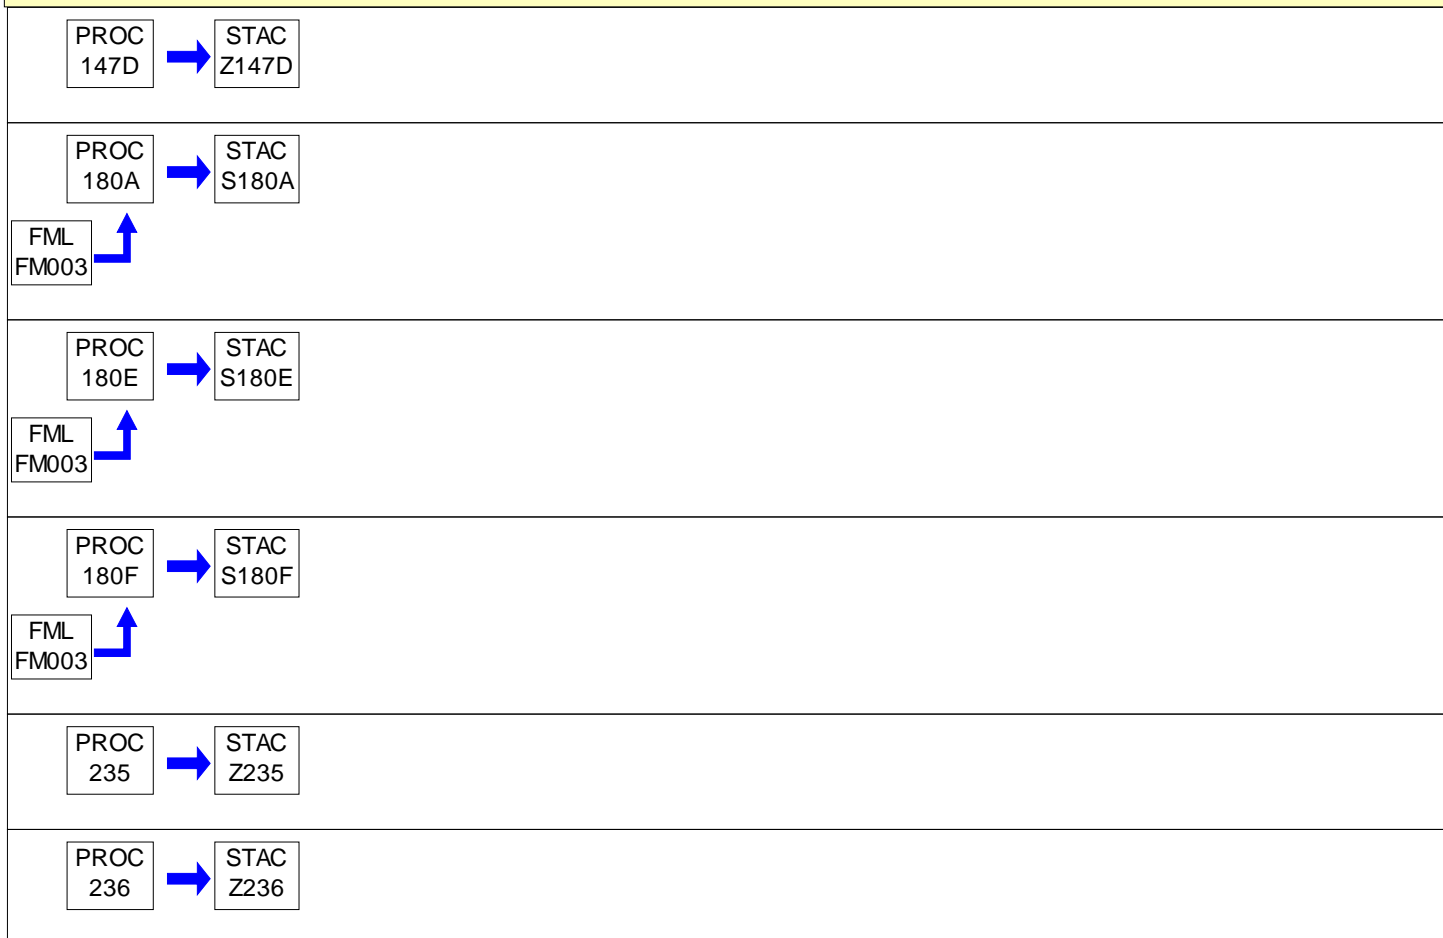 PROC
147D
STAC
Z147D
PROC
180A
STAC
S180A
FML
FM003
PROC
180E
STAC
S180E
FML
FM003
PROC
180F
STAC
S180F
FML
FM003
PROC
235
STAC
Z235
PROC
236
STAC
Z236